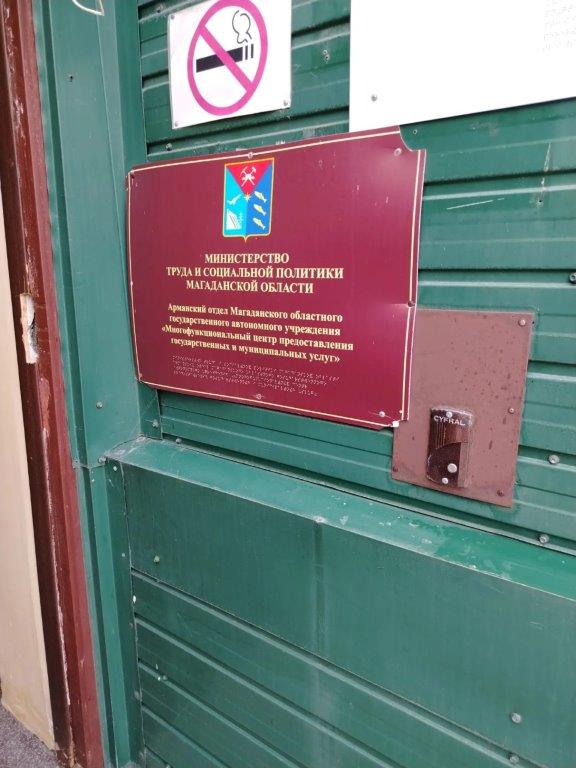 МИНИСТЕРСТВО
ТРУДА И СОЦИАЛЬНОЙ ПОЛИТИКИ
МАГАДАНСКОЙ ОБЛАСТИ
Арманский отдел Магаданского областного
государственного автономного учреждения
«Многофункциональный центр предоставления
государственных и муниципальных услуг»
CYFRAL